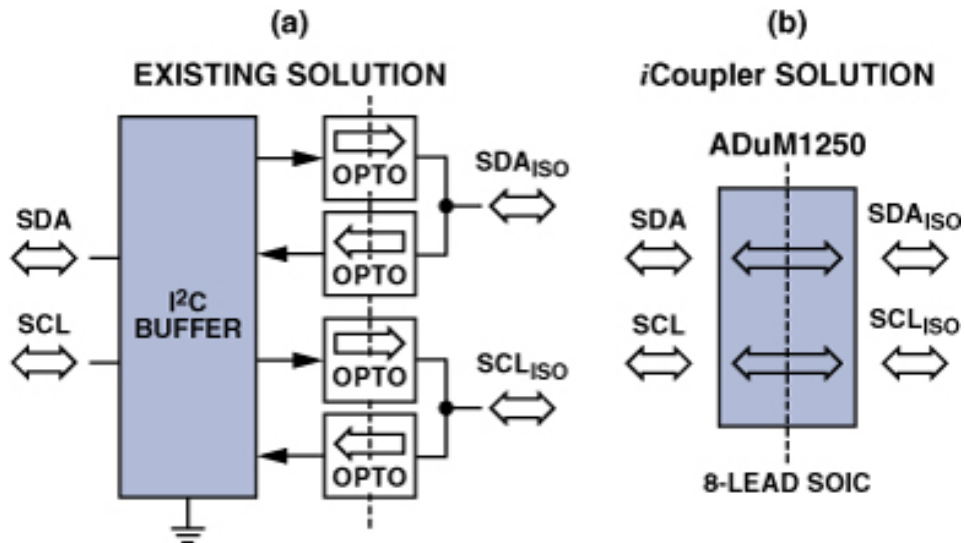 (a)
EXISTING SOLUTION
SDA
SCL
I²C
BUFFER
OPTO
OPTO
OPTO
OPTO
SDAISO
SCLISO
(b)
iCoupler SOLUTION
ADuM1250
SDA
SCL
SDAISO
SCLISO
8-LEAD SOIC